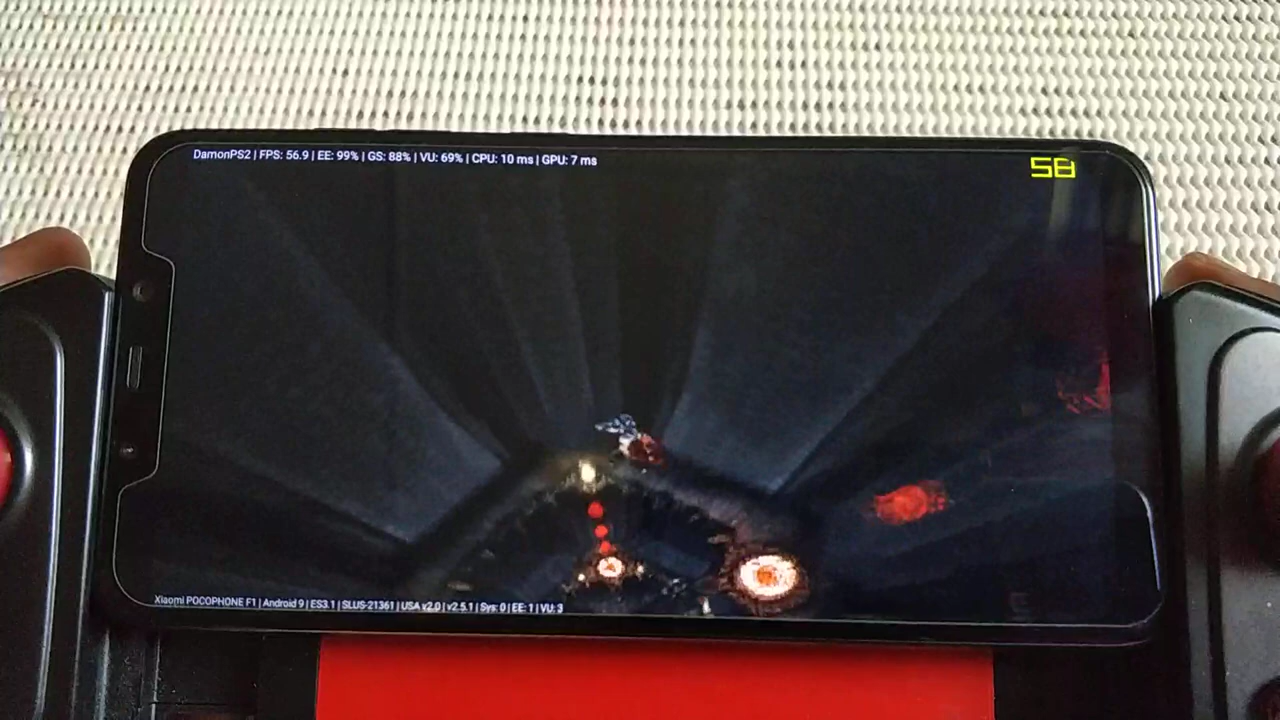 DamonPS2 | FPS: 56.9 | EE: 99% | GS: 88% | VU: 69% | CPU: 10 ms | GPU: 7 ms
58
Xiaomi POCOPHONE F1 | Android 9 | ES3.1 | SLUS-21361 | USA v2.0 | v2.5.1 | Sys: 0 | EE: 1 | VU: 3